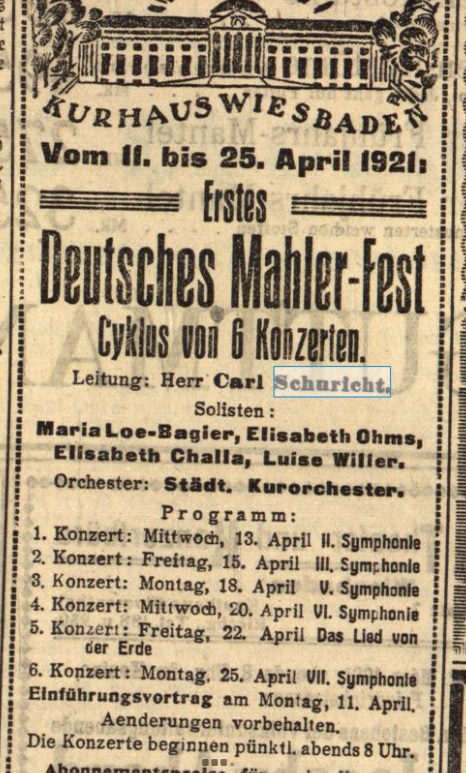 KURHAUS WIESBADEN
Vom 11. bis 25. April 1921:
Erstes
Deutsches Mahler-Fest
Cyklus von 6 Konzerten.
Leitung: Herr Carl Schuricht.
Solisten:
Maria Loe-Bagier, Elisabeth Ohms,
Elisabeth Challa, Luise Willer.
Orchester: Städt. Kurorchester.
Programm:
1. Konzert: Mittwoch, 13. April II. Symphonie
2. Konzert: Freitag, 15. April III. Symphonie
3. Konzert: Montag, 18. April V. Symphonie
4. Konzert: Mittwoch, 20. April VI. Symphonie
5. Konzert: Freitag, 22. April Das Lied von
der Erde
6. Konzert: Montag, 25. April VII. Symphonie
Einführungsvortrag am Montag, 11. April.
Aenderungen vorbehalten.
Die Konzerte beginnen pünktl. abends 8 Uhr.